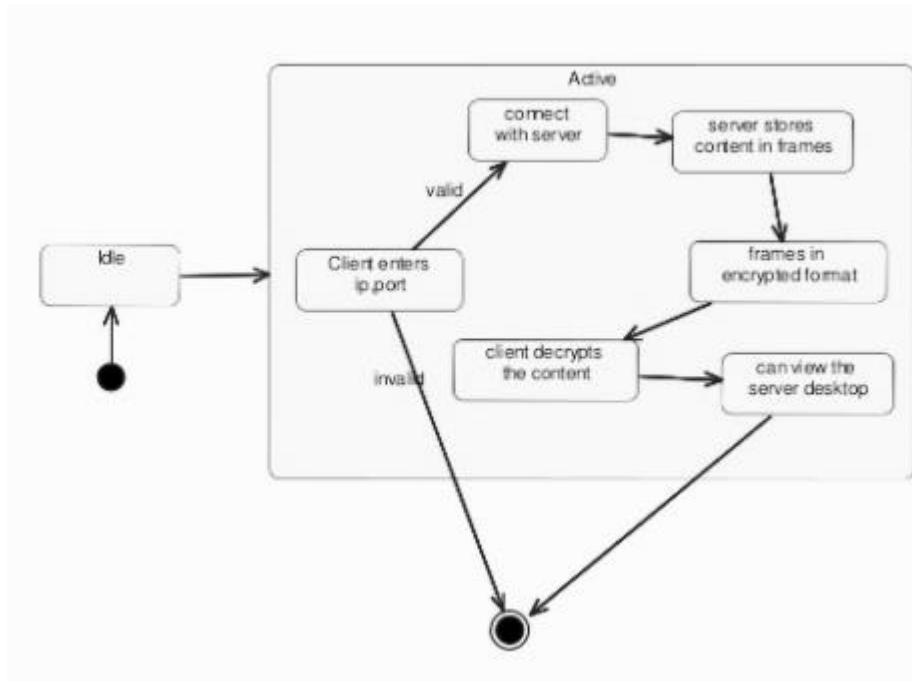 Active
connect
with server
server stores
content in frames
valid
Idle
Client enters
ip,port
frames in
encrypted format
client decrypts
the content
can view the
server desktop
invalid